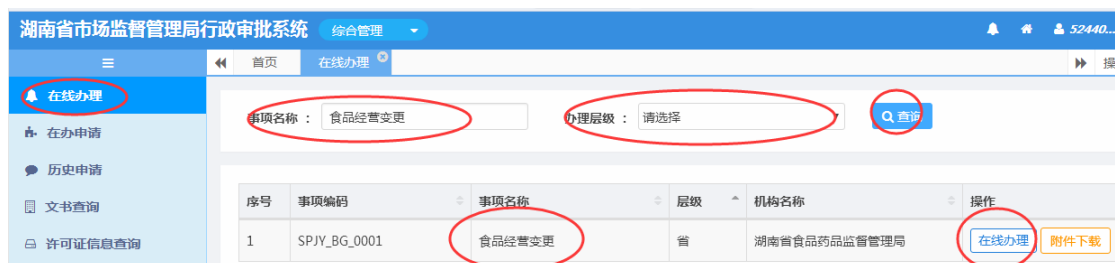 湖南省市场监督管理局行政审批系统 综合管理 52440...
首页 在线办理
在线办理
事项名称 : 食品经营变更 办理层级 : 请选择 查询
在办申请
历史申请
文书查询
序号 事项编码 事项名称 层级 机构名称 操作
许可证信息查询
1 SPJY_BG_0001 食品经营变更 省 湖南省食品药品监督管理局 在线办理 附件下载